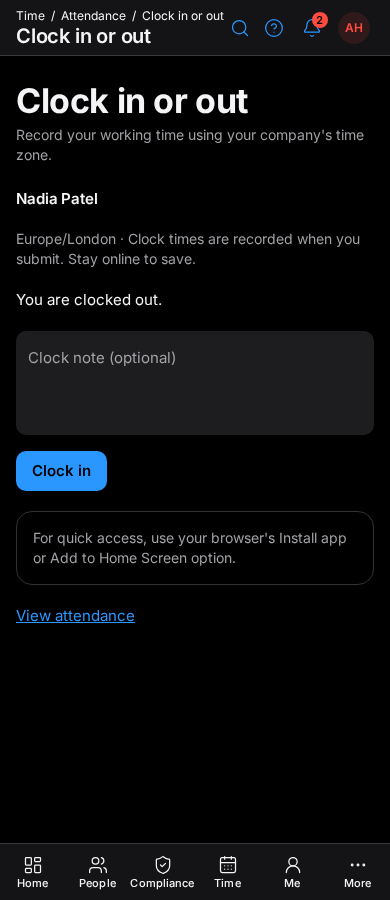 Time / Attendance / Clock in or out
Clock in or out
2
AH
Clock in or out
Record your working time using your company's time
zone.
Nadia Patel
Europe/London · Clock times are recorded when you
submit. Stay online to save.
You are clocked out.
Clock note (optional)
Clock in
For quick access, use your browser's Install app
or Add to Home Screen option.
View attendance
Home People Compliance Time Me More